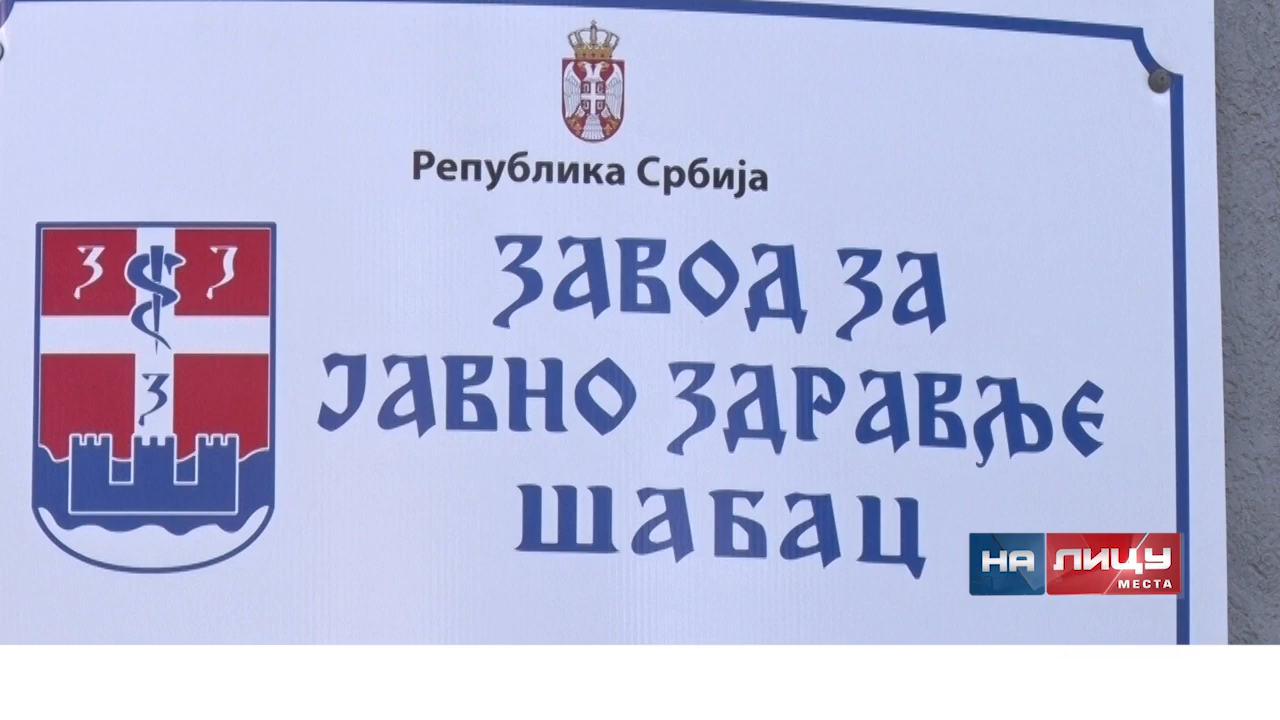 Република Србија
З Ј
З
ЗАВОД ЗА
ЈАВНО ЗДРАВЉЕ
ШАБАЦ
НА ЛИЦУ
МЕСТА